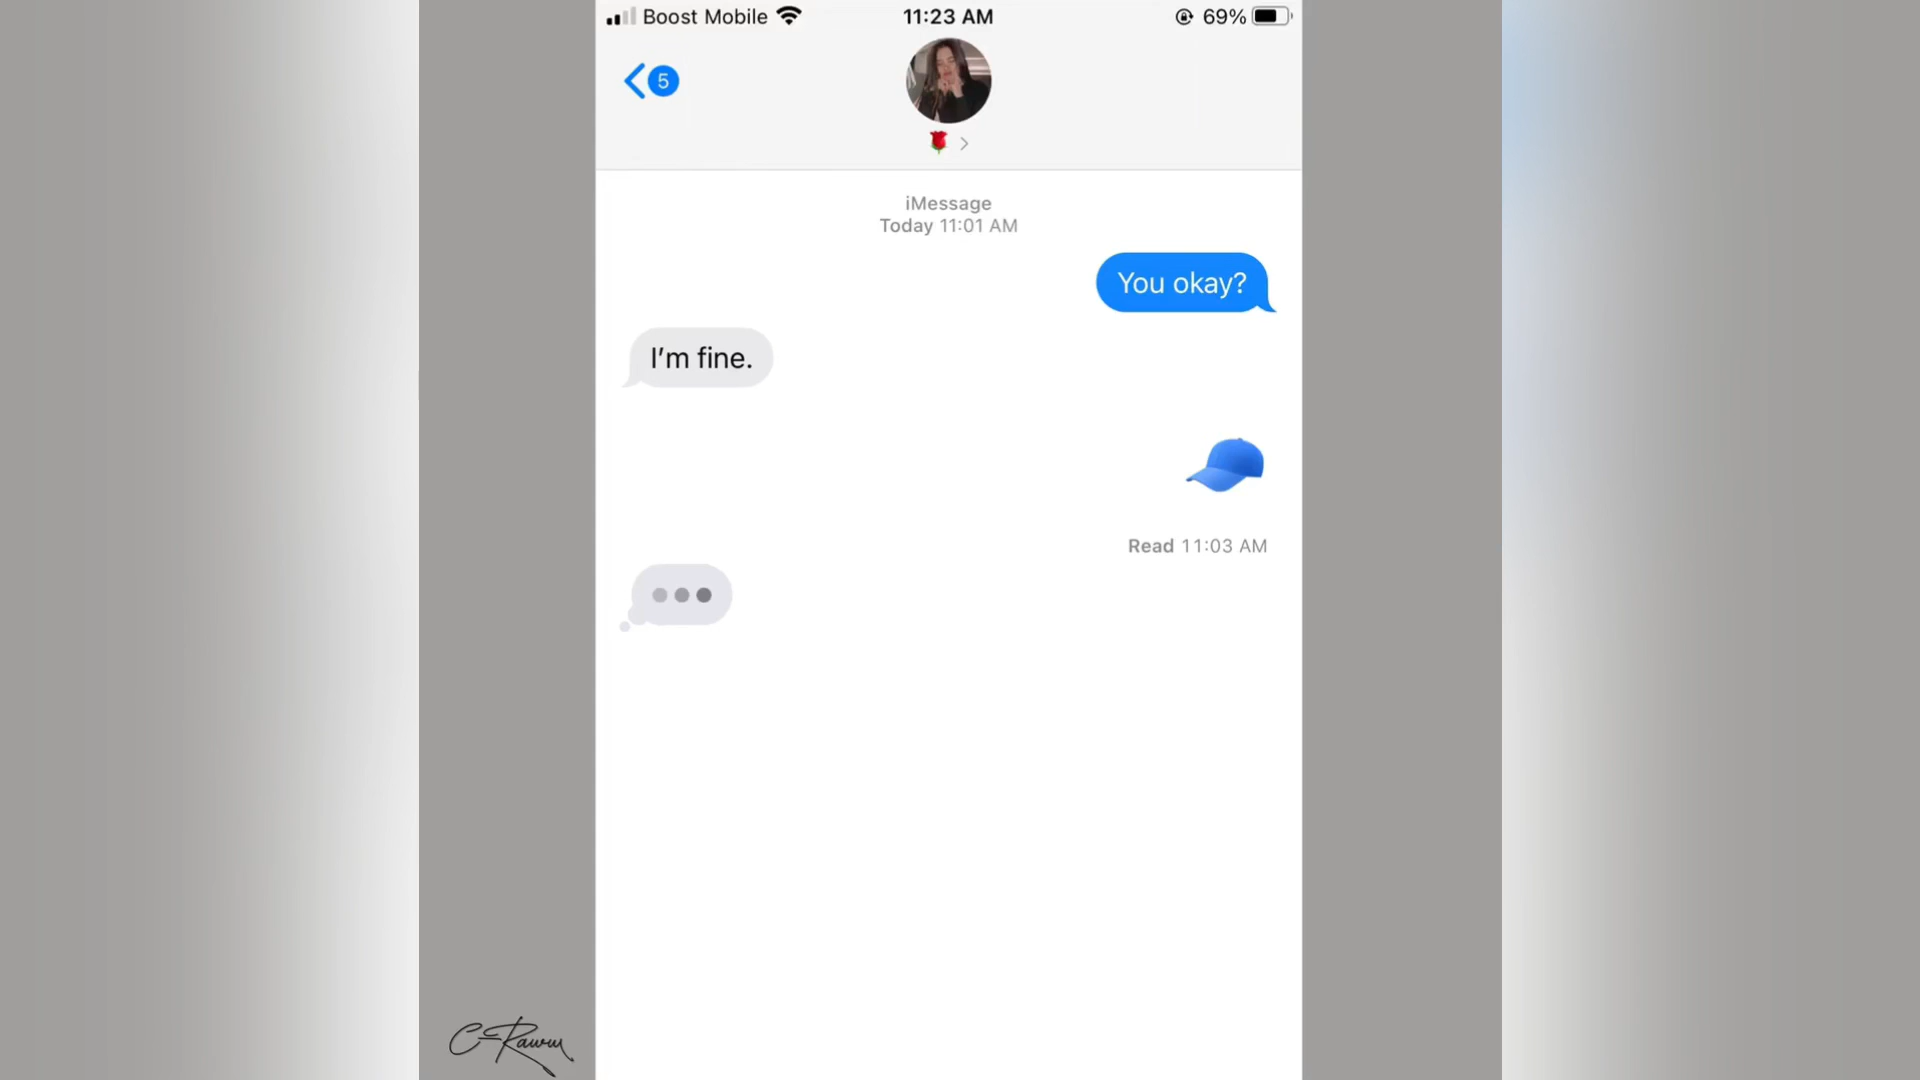 Boost Mobile 11:23 AM 69%
5
iMessage
Today 11:01 AM
You okay?
I’m fine.
Read 11:03 AM
C-Rawm